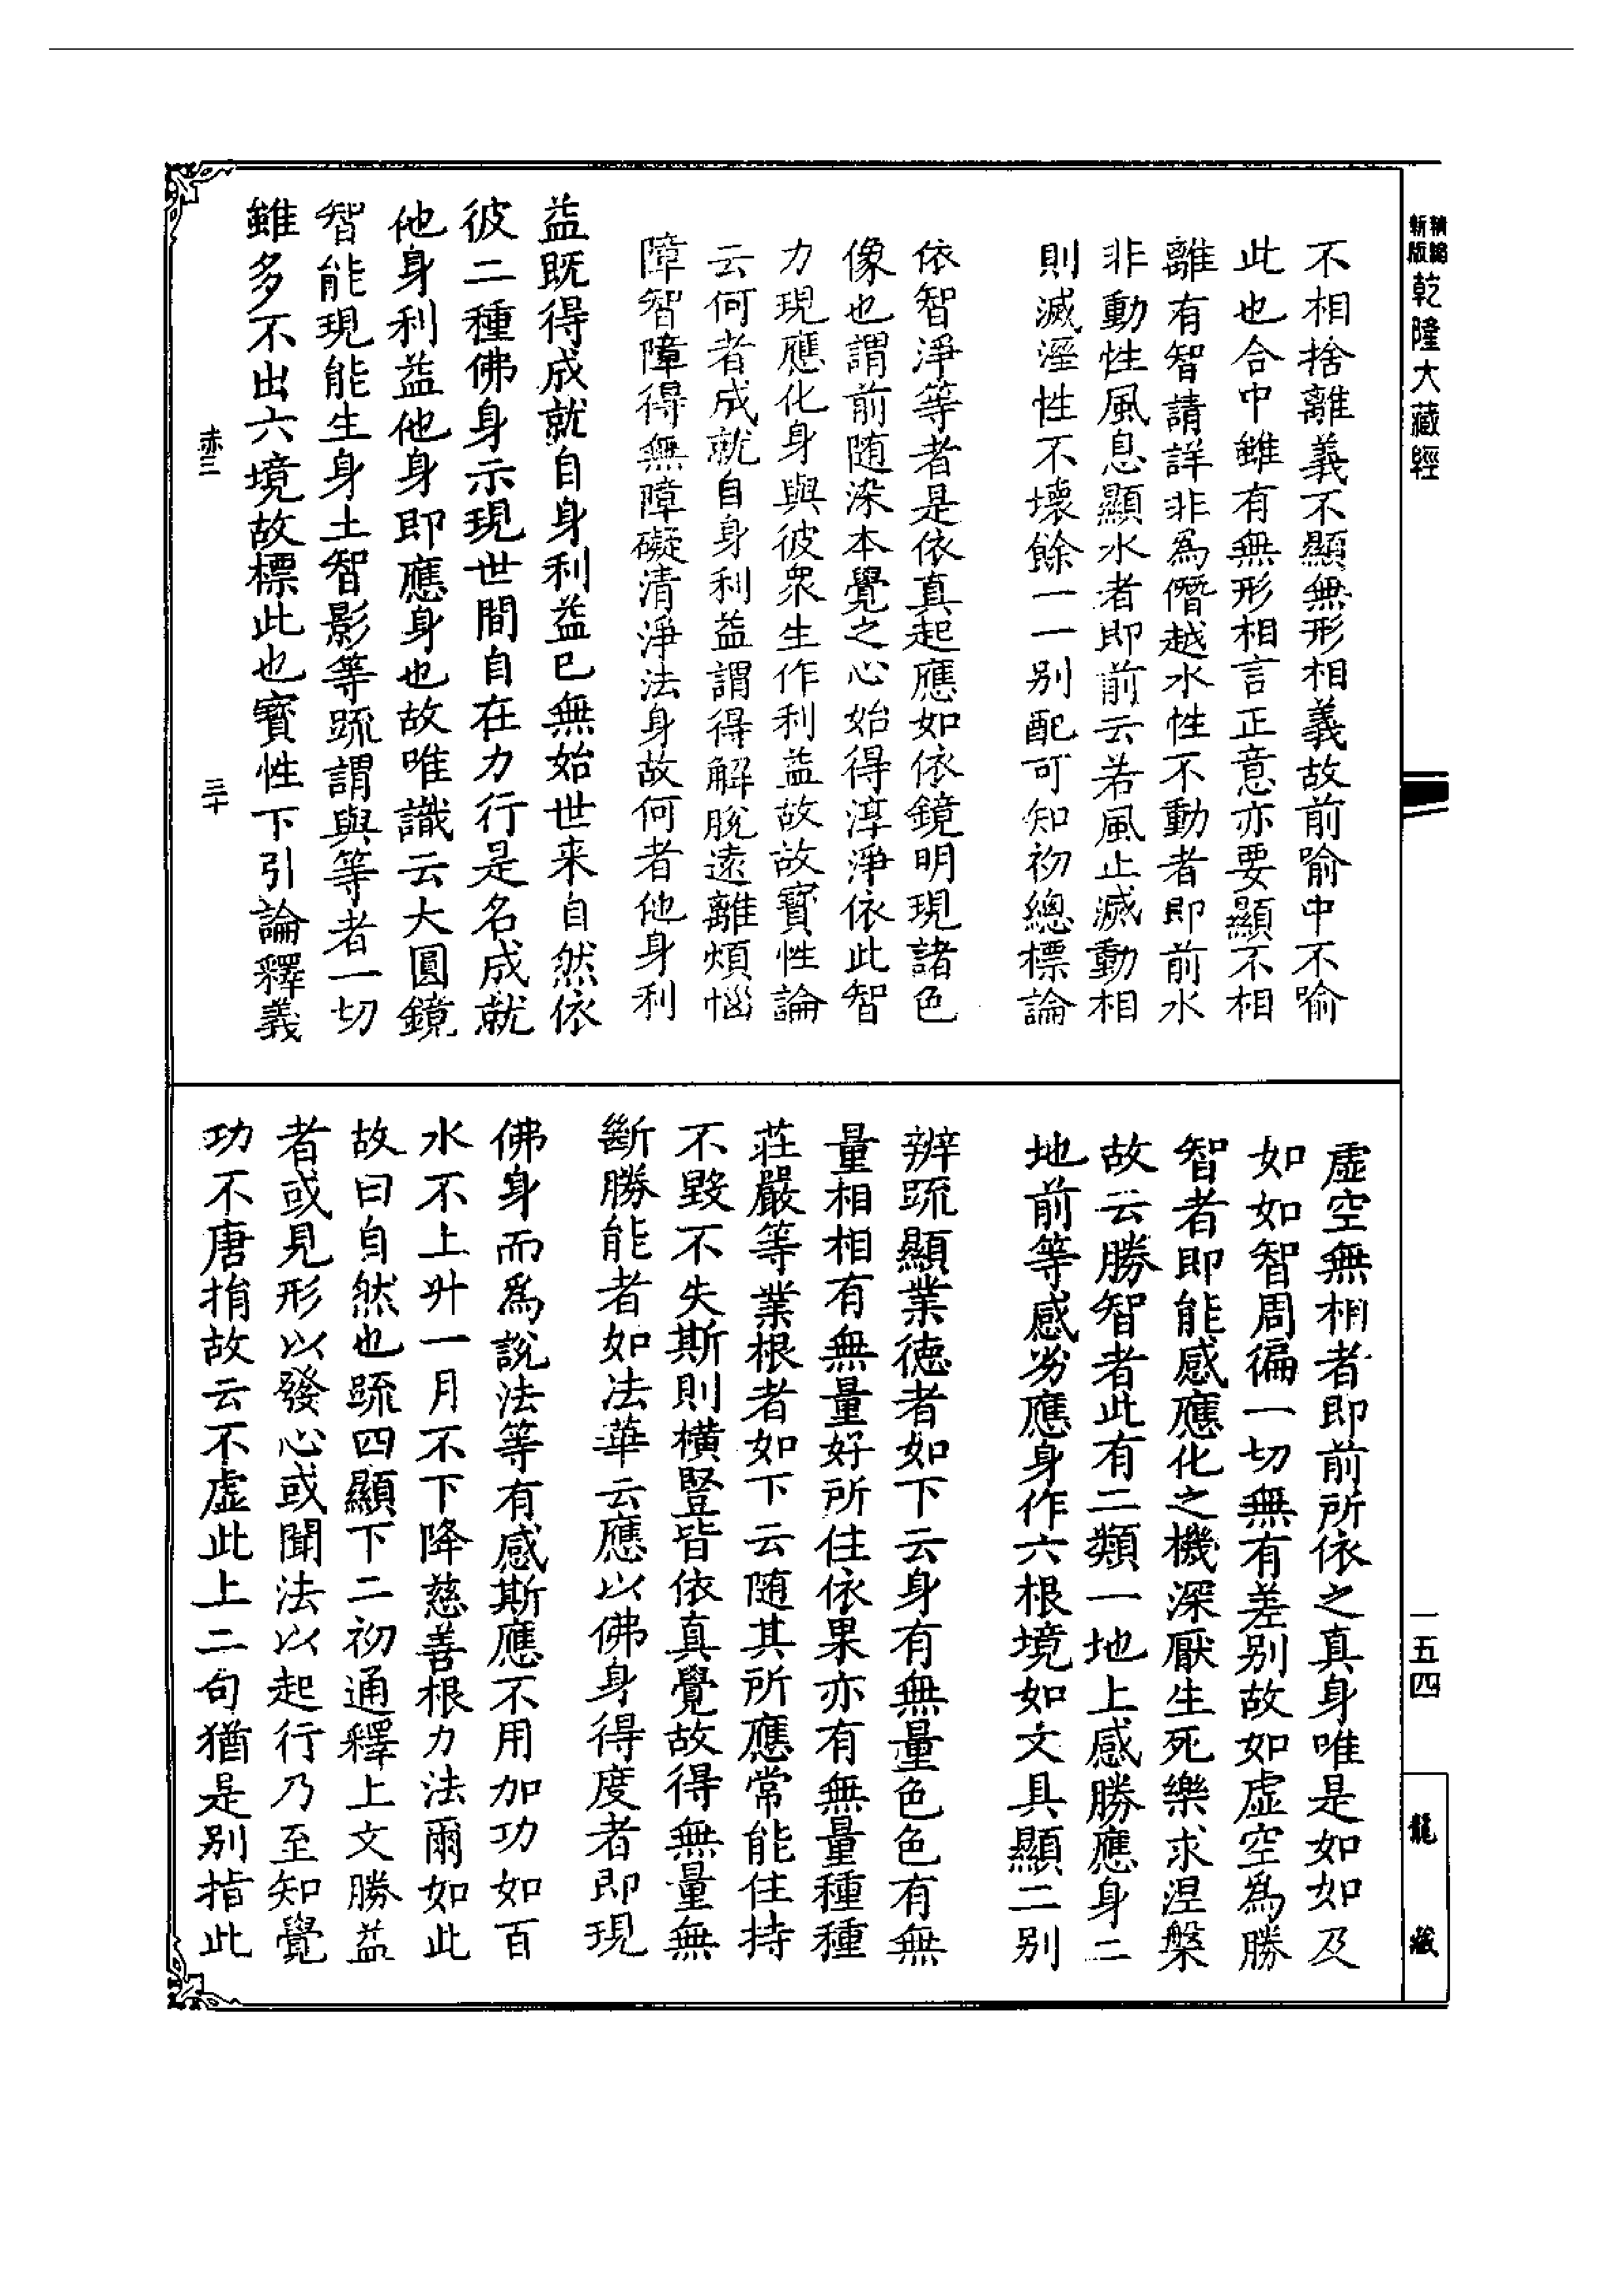 新編
新版
乾隆大藏經
不相捨離義不顯無形相義故前喻中不喻
此也合中雖有無形相言正意亦要顯不相
離有智請詳非為僭越水性不動者即前水
非動性風息顯水者即前云若風止滅動相
則滅溼性不壞餘一一別配可知初總標論
依智淨等者是依真起應如依鏡明現諸色
像也謂前隨染本覺之心始得淳淨依此智
力現應化身與彼眾生作利益故故寶性論
云何者成就自身利益謂得解脫遠離煩惱
障智障得無障礙清淨法身故何者他身利
益既得成就自身利益已無始世来自然依
彼二種佛身示現世間自在力行是名成就
他身利益他身即應身也故唯識云大圓鏡
智能現能生身土智影等䟽謂與等者一切
雖多不出六境故標此也寶性下引論釋義
赤三
三十
一五四
龍藏
虛空無相者即前所依之真身唯是如如及
如如智周徧一切無有差別故如虛空為勝
智者即能感應化之機深厭生死樂求涅槃
故云勝智者此有二類一地上感勝應身二
地前等感劣應身作六根境如文具顯二別
辨䟽顯業德者如下云身有無量色色有無
量相相有無量好所住依果亦有無量種種
莊嚴等業根者如下云随其所應常能住持
不毀不失斯則橫豎皆依真覺故得無量無
斷勝能者如法華云應以佛身得度者即現
佛身而為說法等有感斯應不用加功如百
水不上升一月不下降慈善根力法爾如此
故曰自然也䟽四顯下二初通釋上文勝益
者或見形以發心或聞法以起行乃至知覺
功不唐捐故云不虛此上二句猶是別指此